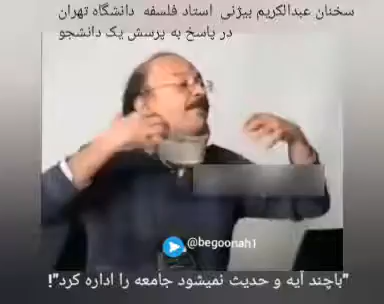 سخنان عبدالکریم بیژنی استاد فلسفه دانشگاه تهران
در پاسخ به پرسش یک دانشجو
@begoonah1
"باچند آیه و حدیث نمیشود جامعه را اداره کرد"!